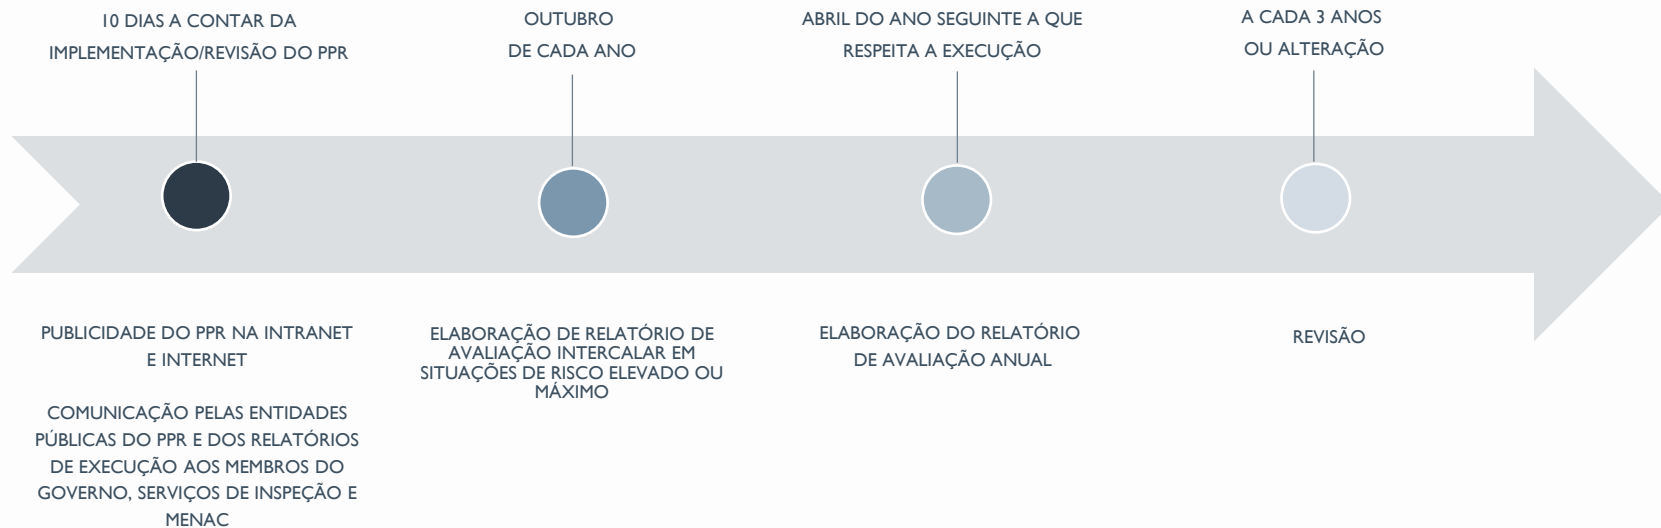 10 DIAS A CONTAR DA
IMPLEMENTAÇÃO/REVISÃO DO PPR
OUTUBRO
DE CADA ANO
ABRIL DO ANO SEGUINTE A QUE
RESPEITA A EXECUÇÃO
A CADA 3 ANOS
OU ALTERAÇÃO
PUBLICIDADE DO PPR NA INTRANET
E INTERNET
COMUNICAÇÃO PELAS ENTIDADES
PÚBLICAS DO PPR E DOS RELATÓRIOS
DE EXECUÇÃO AOS MEMBROS DO
GOVERNO, SERVIÇOS DE INSPEÇÃO E
MENAC
ELABORAÇÃO DE RELATÓRIO DE
AVALIAÇÃO INTERCALAR EM
SITUAÇÕES DE RISCO ELEVADO OU
MÁXIMO
ELABORAÇÃO DO RELATÓRIO
DE AVALIAÇÃO ANUAL
REVISÃO